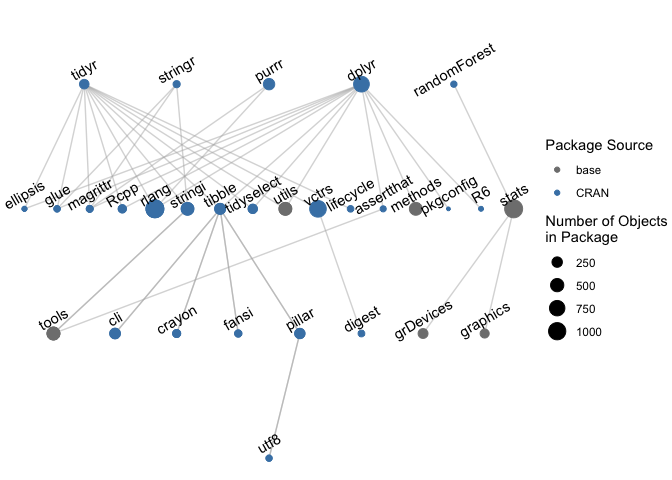 tidyr
stringr
purrr
dplyr
randomForest
ellipsis
glue
magrittr
Rcpp
rlang
stringi
tibble
tidyselect
utils
vctrs
lifecycle
assertthat
methods
pkgconfig
R6
stats
tools
cli
crayon
fansi
pillar
digest
grDevices
graphics
utf8
Package Source
base
CRAN
Number of Objects
in Package
250
500
750
1000